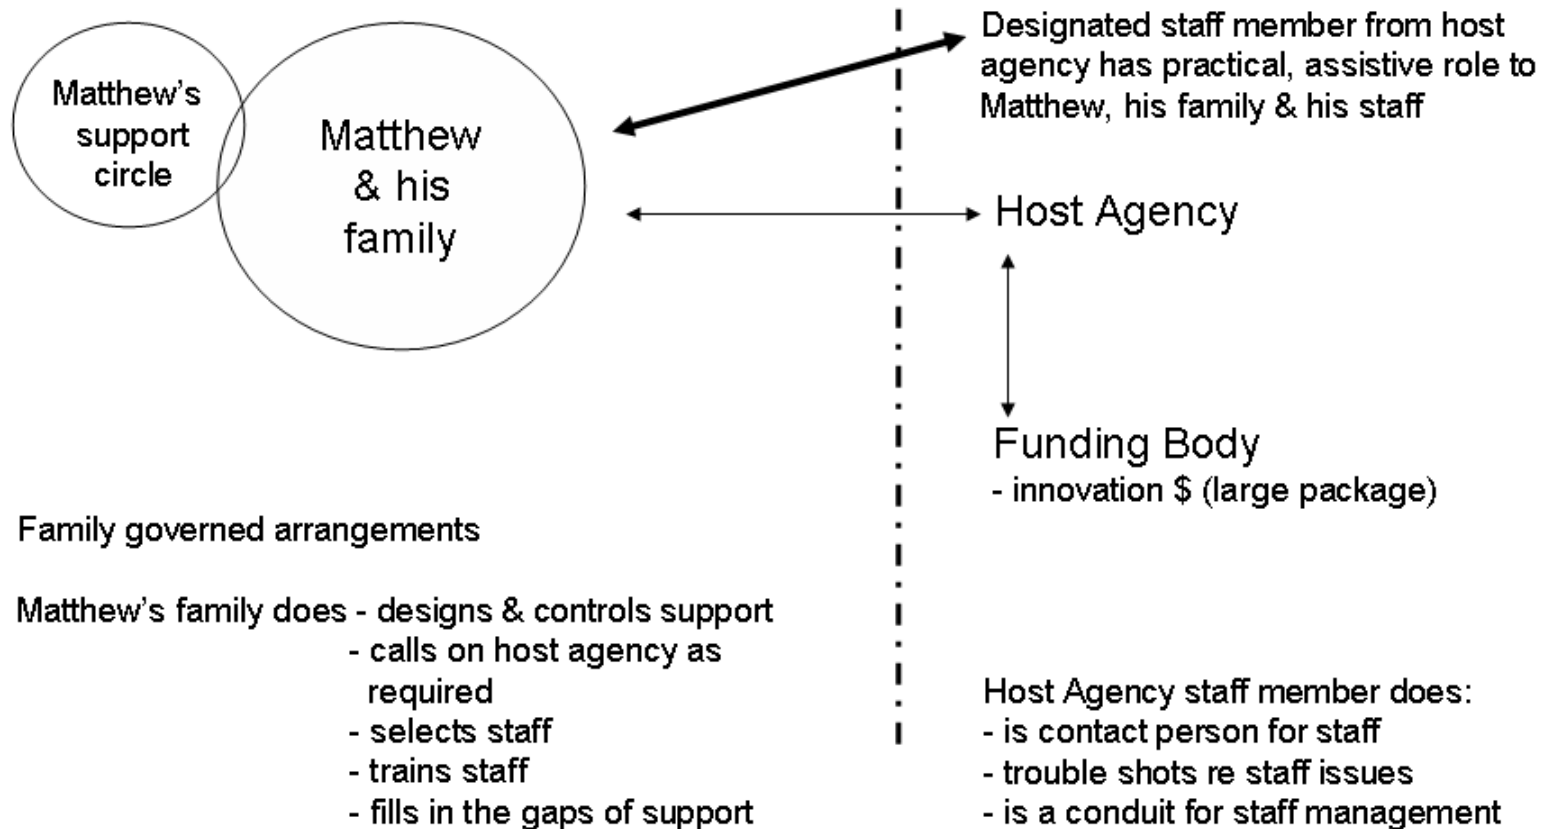 Matthew's
support
circle
Matthew
& his
family
Designated staff member from host
agency has practical, assistive role to
Matthew, his family & his staff
Host Agency
Funding Body
- innovation $ (large package)
Family governed arrangements
Matthew's family does - designs & controls support
- calls on host agency as
required
- selects staff
- trains staff
- fills in the gaps of support
Host Agency staff member does:
- is contact person for staff
- trouble shots re staff issues
- is a conduit for staff management